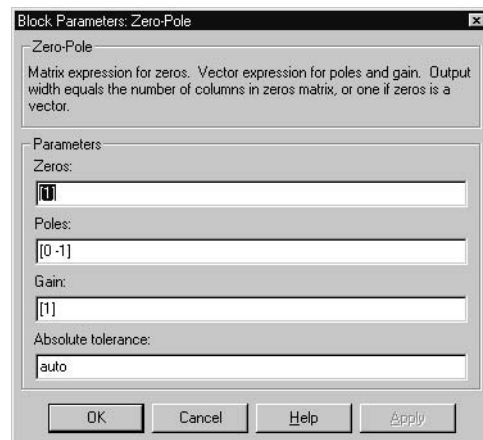 Block Parameters: Zero-Pole
Zero-Pole
Matrix expression for zeros. Vector expression for poles and gain. Output
width equals the number of columns in zeros matrix, or one if zeros is a
vector.
Parameters
Zeros:
[1]
Poles:
[0 -1]
Gain:
[1]
Absolute tolerance:
auto
OK Cancel Help Apply